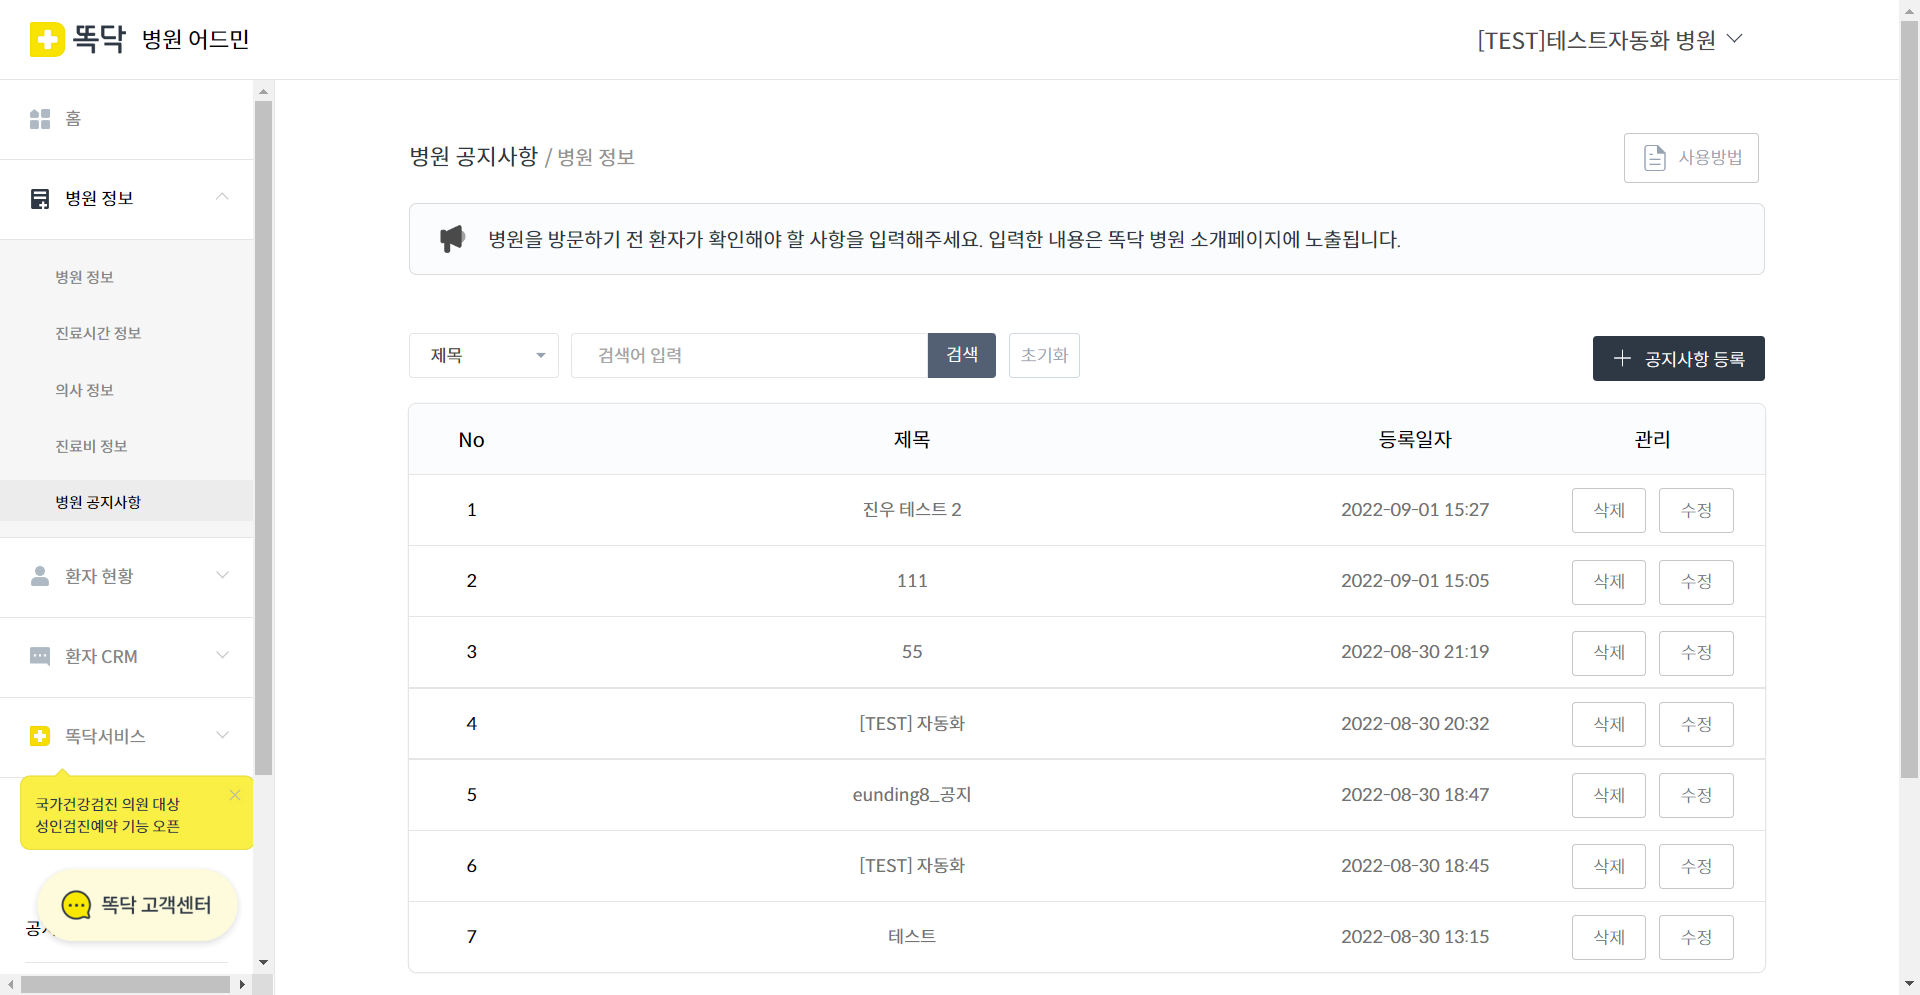 똑닥 병원 어드민
[TEST]테스트자동화 병원
홈
병원 정보
병원 정보
진료시간 정보
의사 정보
진료비 정보
병원 공지사항
환자 현황
환자 CRM
똑닥서비스
국가건강검진 의원 대상
성인검진예약 기능 오픈
똑닥 고객센터
병원 공지사항 / 병원 정보
사용방법
병원을 방문하기 전 환자가 확인해야 할 사항을 입력해주세요. 입력한 내용은 똑닥 병원 소개페이지에 노출됩니다.
제목 검색어 입력 검색 초기화
공지사항 등록
No 제목 등록일자 관리
1 진우 테스트 2 2022-09-01 15:27 삭제 수정
2 111 2022-09-01 15:05 삭제 수정
3 55 2022-08-30 21:19 삭제 수정
4 [TEST] 자동화 2022-08-30 20:32 삭제 수정
5 eunding8_공지 2022-08-30 18:47 삭제 수정
6 [TEST] 자동화 2022-08-30 18:45 삭제 수정
7 테스트 2022-08-30 13:15 삭제 수정